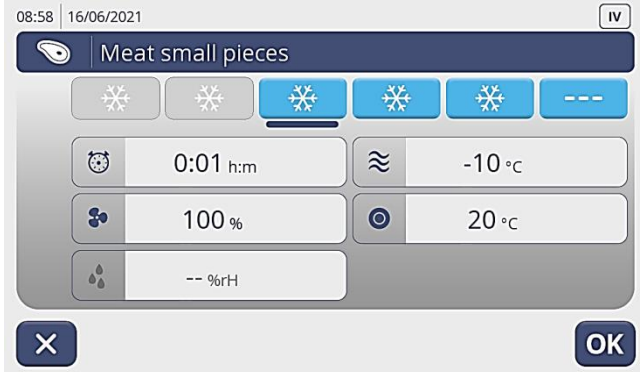 08:58 16/06/2021 IV
Meat small pieces
---
0:01 h:m -10 °C
100 % 20 °C
-- %rH
OK